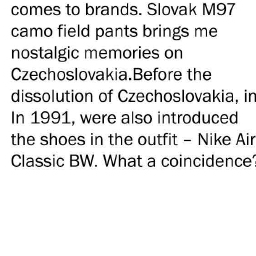 comes to brands. Slovak M97
camo field pants brings me
nostalgic memories on
Czechoslovakia.Before the
dissolution of Czechoslovakia, in
In 1991, were also introduced
the shoes in the outfit – Nike Air
Classic BW. What a coincidence?